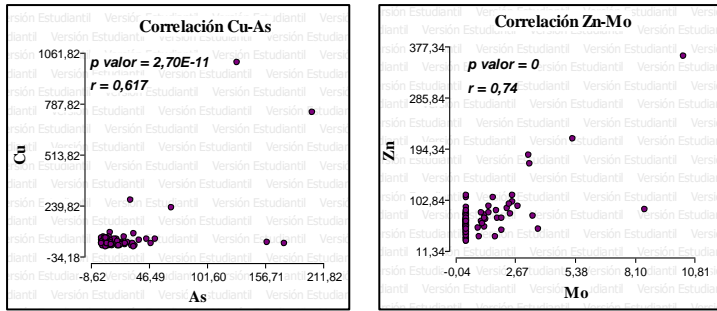 Correlación Cu-As
1061,82
p valor = 2,70E-11
r = 0,617
787,82
513,82
239,82
-34,18
Cu
-8,62 46,49 101,60 156,71 211,82
As
Correlación Zn-Mo
377,34
p valor = 0
r = 0,74
285,84
194,34
102,84
11,34
Zn
-0,04 2,67 5,38 8,10 10,81
Mo
Versión Estudiantil